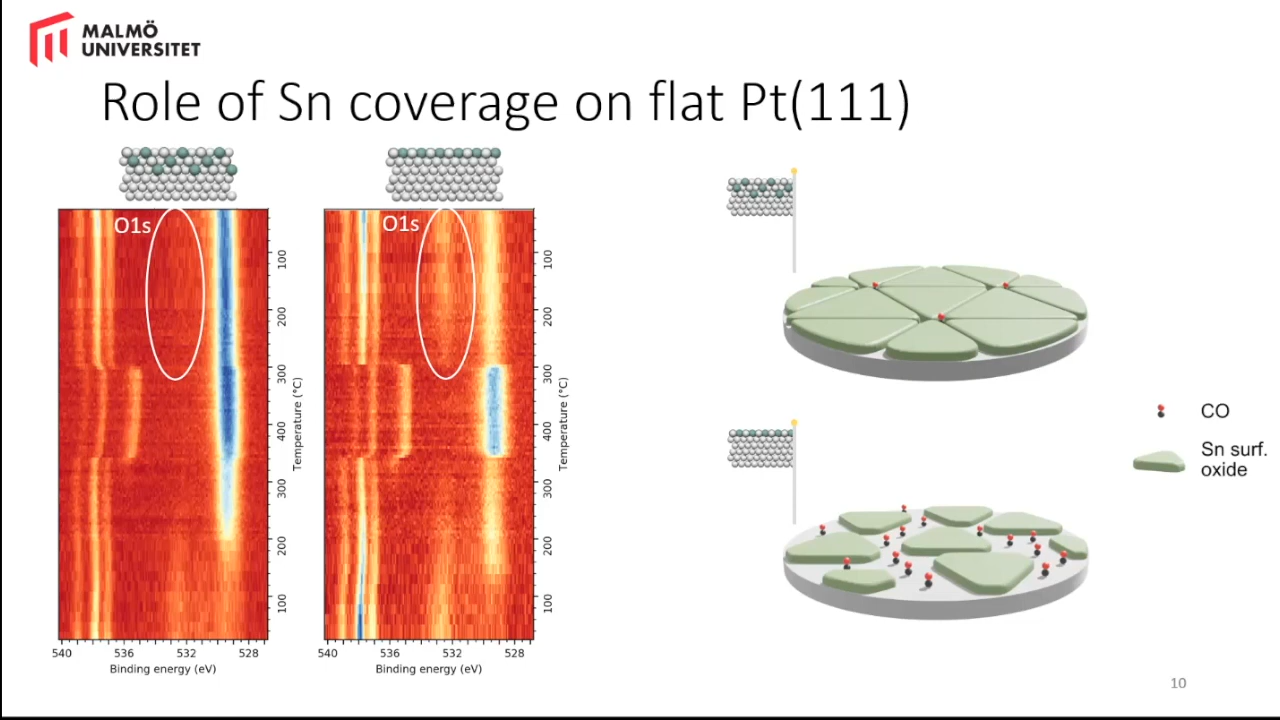 MALMÖ
UNIVERSITET
Role of Sn coverage on flat Pt(111)
O1s
100
200
300
400
300
200
100
Temperature (°C)
540
536
532
528
Binding energy (eV)
O1s
100
200
300
400
300
200
100
Temperature (°C)
540
536
532
528
Binding energy (eV)
CO
Sn surf.
oxide
10